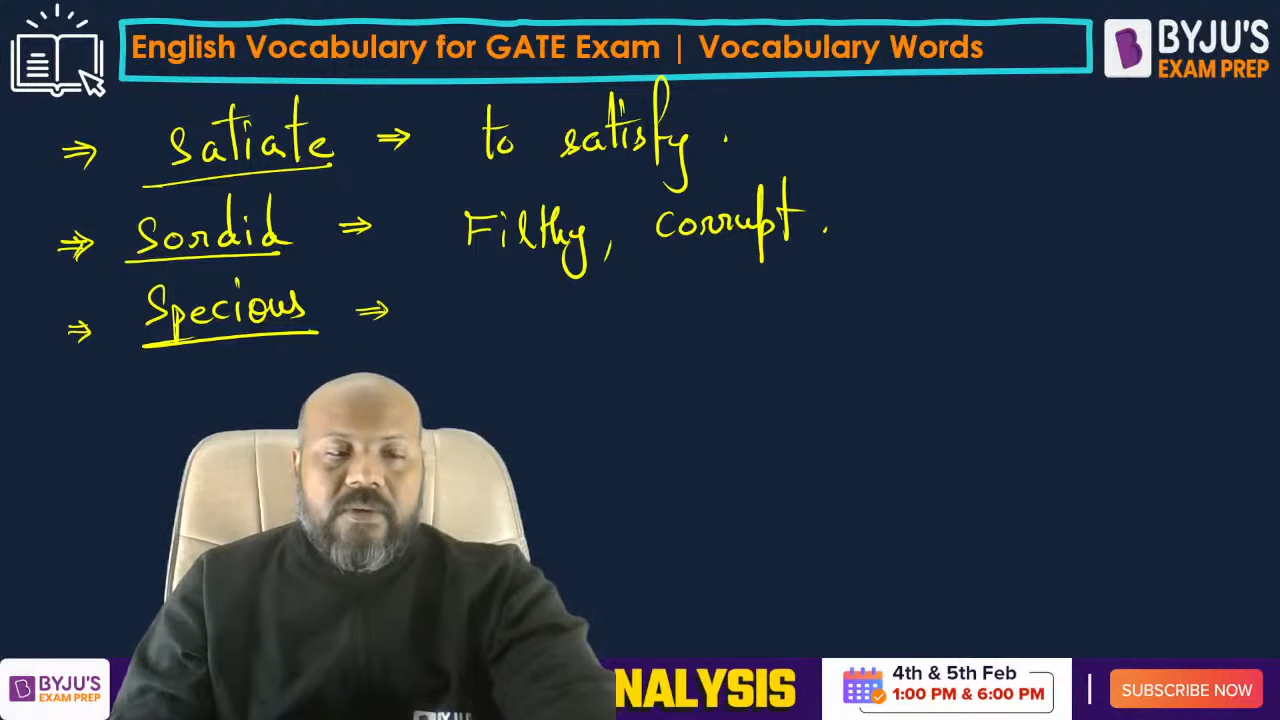 English Vocabulary for GATE Exam | Vocabulary Words
BYJU'S
EXAM PREP
⇒ satiate ⇒ to satisfy.
⇒ sordid ⇒ Filthy, corrupt.
⇒ Specious ⇒
BYJU'S
EXAM PREP
NALYSIS
4th & 5th Feb
1:00 PM & 6:00 PM
SUBSCRIBE NOW
BYJU'S